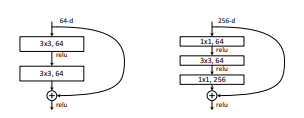 64-d
3x3, 64
relu
3x3, 64
relu
256-d
1x1, 64
relu
3x3, 64
relu
1x1, 256
relu